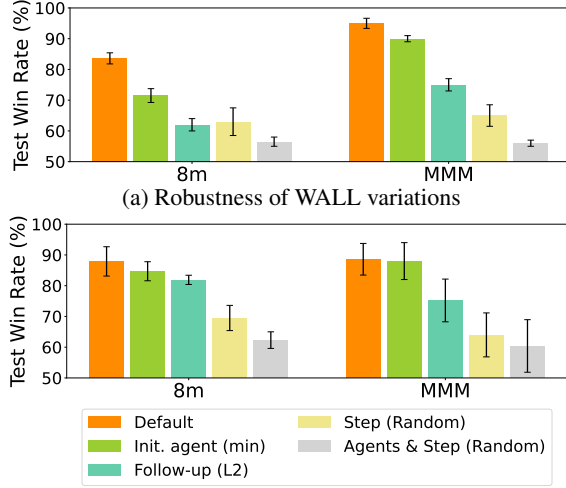 Test Win Rate (%)
100
90
80
70
60
50
8m
MMM
(a) Robustness of WALL variations
Test Win Rate (%)
100
90
80
70
60
50
8m
MMM
Default
Init. agent (min)
Follow-up (L2)
Step (Random)
Agents & Step (Random)